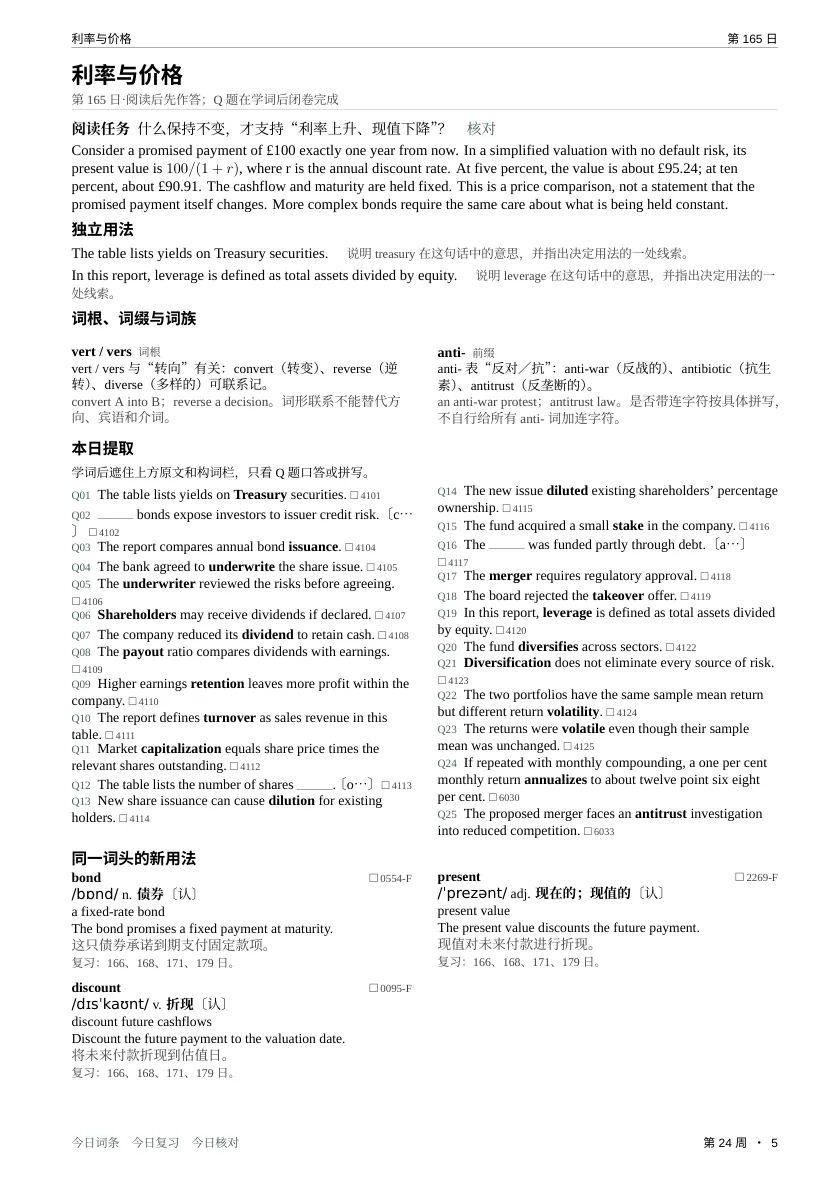 利率与价格 第 165 日
利率与价格
第 165 日·阅读后先作答；Q 题在学词后闭卷完成
阅读任务 什么保持不变，才支持“利率上升、现值下降”？ 核对
Consider a promised payment of £100 exactly one year from now. In a simplified valuation with no default risk, its
present value is 100/(1 + r), where r is the annual discount rate. At five percent, the value is about £95.24; at ten
percent, about £90.91. The cashflow and maturity are held fixed. This is a price comparison, not a statement that the
promised payment itself changes. More complex bonds require the same care about what is being held constant.
独立用法
The table lists yields on Treasury securities. 说明 treasury 在这句话中的意思，并指出决定用法的一处线索。
In this report, leverage is defined as total assets divided by equity. 说明 leverage 在这句话中的意思，并指出决定用法的一
处线索。
词根、词缀与词族
vert / vers 词根
vert / vers 与“转向”有关：convert（转变）、reverse（逆
转）、diverse（多样的）可联系记。
convert A into B；reverse a decision。词形联系不能替代方
向、宾语和介词。
anti- 前缀
anti- 表“反对／抗”：anti-war（反战的）、antibiotic（抗生
素）、antitrust（反垄断的）。
an anti-war protest；antitrust law。是否带连字符按具体拼写，
不自行给所有 anti- 词加连字符。
本日提取
学词后遮住上方原文和构词栏，只看 Q 题口答或拼写。
Q01 The table lists yields on Treasury securities. □ 4101
Q02 _____ bonds expose investors to issuer credit risk.〔c⋯
〕 □ 4102
Q03 The report compares annual bond issuance. □ 4104
Q04 The bank agreed to underwrite the share issue. □ 4105
Q05 The underwriter reviewed the risks before agreeing.
□ 4106
Q06 Shareholders may receive dividends if declared. □ 4107
Q07 The company reduced its dividend to retain cash. □ 4108
Q08 The payout ratio compares dividends with earnings.
□ 4109
Q09 Higher earnings retention leaves more profit within the
company. □ 4110
Q10 The report defines turnover as sales revenue in this
table. □ 4111
Q11 Market capitalization equals share price times the
relevant shares outstanding. □ 4112
Q12 The table lists the number of shares _____.〔o⋯〕 □ 4113
Q13 New share issuance can cause dilution for existing
holders. □ 4114
Q14 The new issue diluted existing shareholders’ percentage
ownership. □ 4115
Q15 The fund acquired a small stake in the company. □ 4116
Q16 The _____ was funded partly through debt.〔a⋯〕
□ 4117
Q17 The merger requires regulatory approval. □ 4118
Q18 The board rejected the takeover offer. □ 4119
Q19 In this report, leverage is defined as total assets divided
by equity. □ 4120
Q20 The fund diversifies across sectors. □ 4122
Q21 Diversification does not eliminate every source of risk.
□ 4123
Q22 The two portfolios have the same sample mean return
but different return volatility. □ 4124
Q23 The returns were volatile even though their sample
mean was unchanged. □ 4125
Q24 If repeated with monthly compounding, a one per cent
monthly return annualizes to about twelve point six eight
per cent. □ 6030
Q25 The proposed merger faces an antitrust investigation
into reduced competition. □ 6033
同一词头的新用法
bond □ 0554-F
/bɒnd/ n. 债券〔认〕
a fixed-rate bond
The bond promises a fixed payment at maturity.
这只债券承诺到期支付固定款项。
复习：166、168、171、179 日。
present □ 2269-F
/ˈprezənt/ adj. 现在的；现值的〔认〕
present value
The present value discounts the future payment.
现值对未来付款进行折现。
复习：166、168、171、179 日。
discount □ 0095-F
/dɪsˈkaʊnt/ v. 折现〔认〕
discount future cashflows
Discount the future payment to the valuation date.
将未来付款折现到估值日。
复习：166、168、171、179 日。
今日词条 今日复习 今日核对 第 24 周 · 5